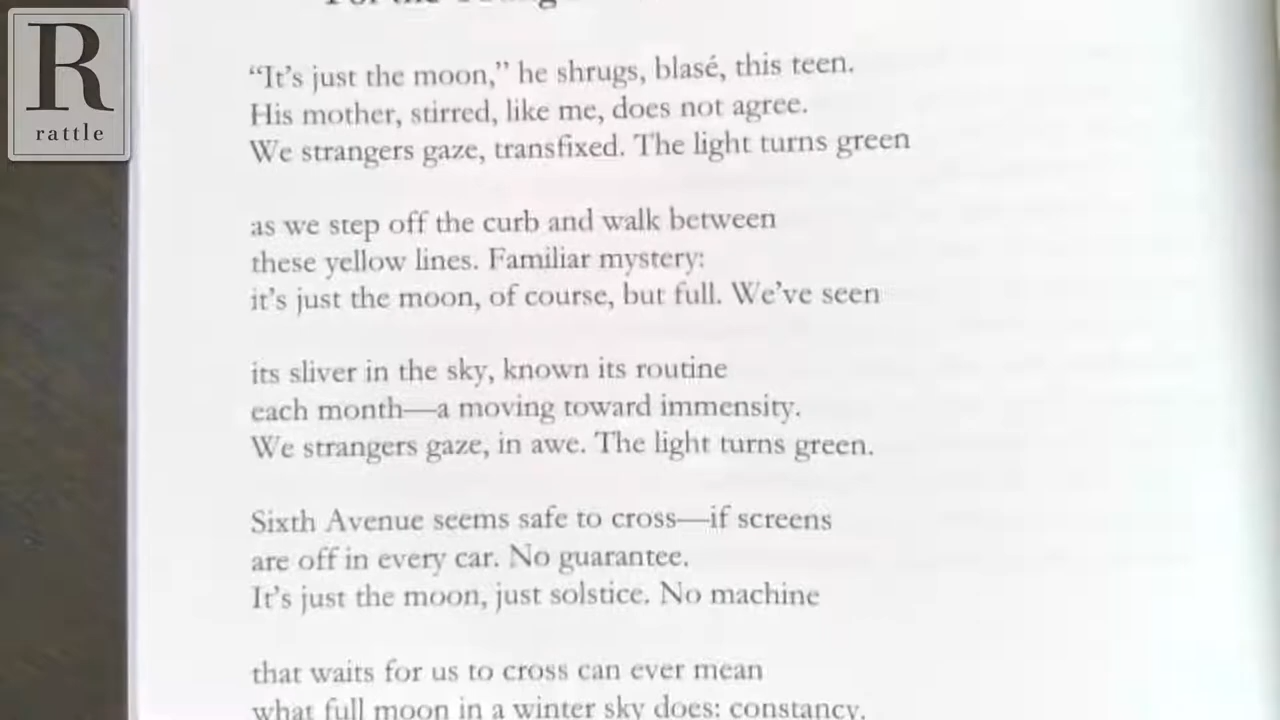 R
rattle
"It's just the moon," he shrugs, blasé, this teen.
His mother, stirred, like me, does not agree.
We strangers gaze, transfixed. The light turns green
as we step off the curb and walk between
these yellow lines. Familiar mystery:
it's just the moon, of course, but full. We've seen
its sliver in the sky, known its routine
each month—a moving toward immensity.
We strangers gaze, in awe. The light turns green.
Sixth Avenue seems safe to cross—if screens
are off in every car. No guarantee.
It's just the moon, just solstice. No machine
that waits for us to cross can ever mean
what full moon in a winter sky does: constancy.